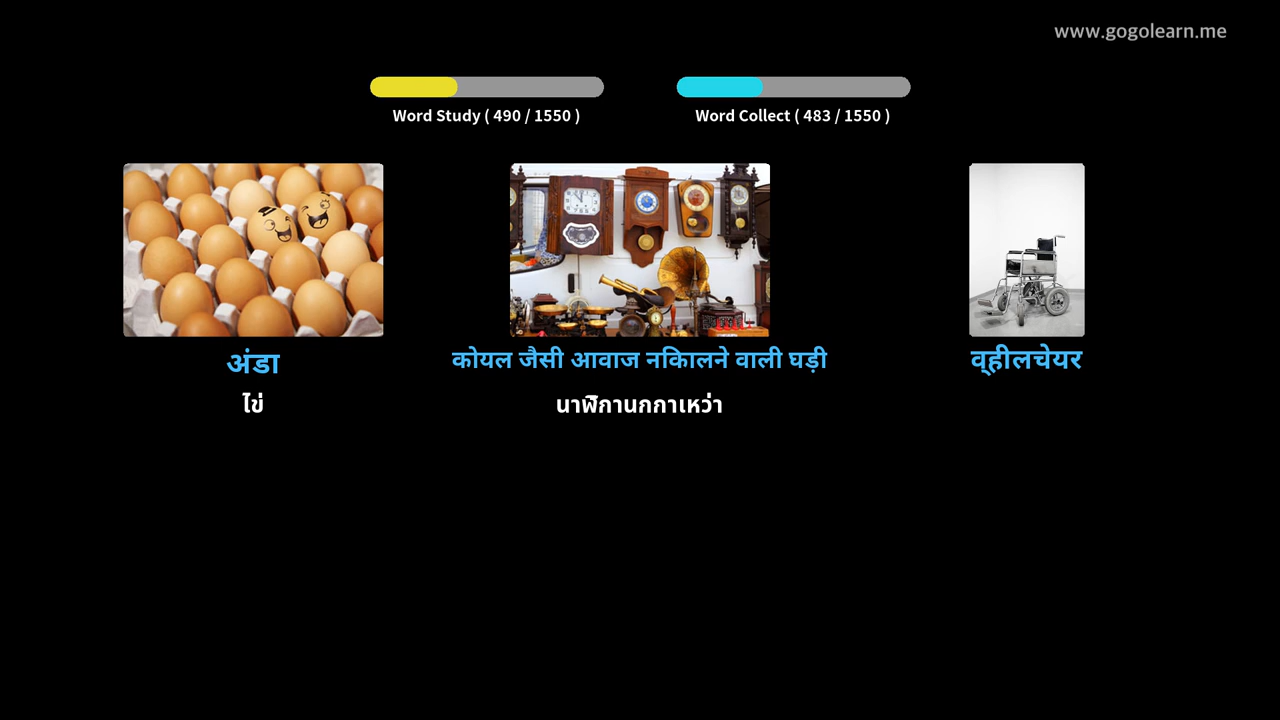 www.gogolearn.me
Word Study ( 490 / 1550 )
Word Collect ( 483 / 1550 )
अंडा
कोयल जैसी आवाज निकालने वाली घड़ी
व्हीलचेयर
ไข่
นาฬิกานกกาเหว่า